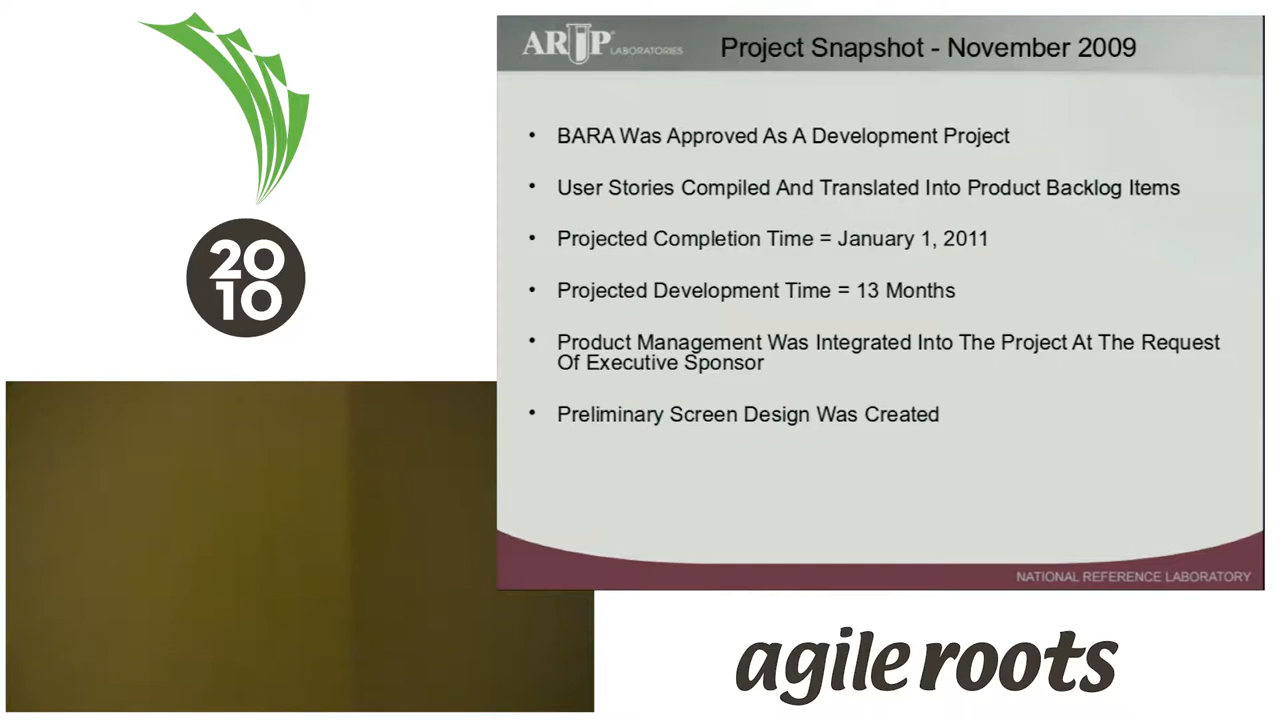 20
10
ARUP LABORATORIES
Project Snapshot - November 2009
• BARA Was Approved As A Development Project
• User Stories Compiled And Translated Into Product Backlog Items
• Projected Completion Time = January 1, 2011
• Projected Development Time = 13 Months
• Product Management Was Integrated Into The Project At The Request
Of Executive Sponsor
• Preliminary Screen Design Was Created
NATIONAL REFERENCE LABORATORY
agile roots